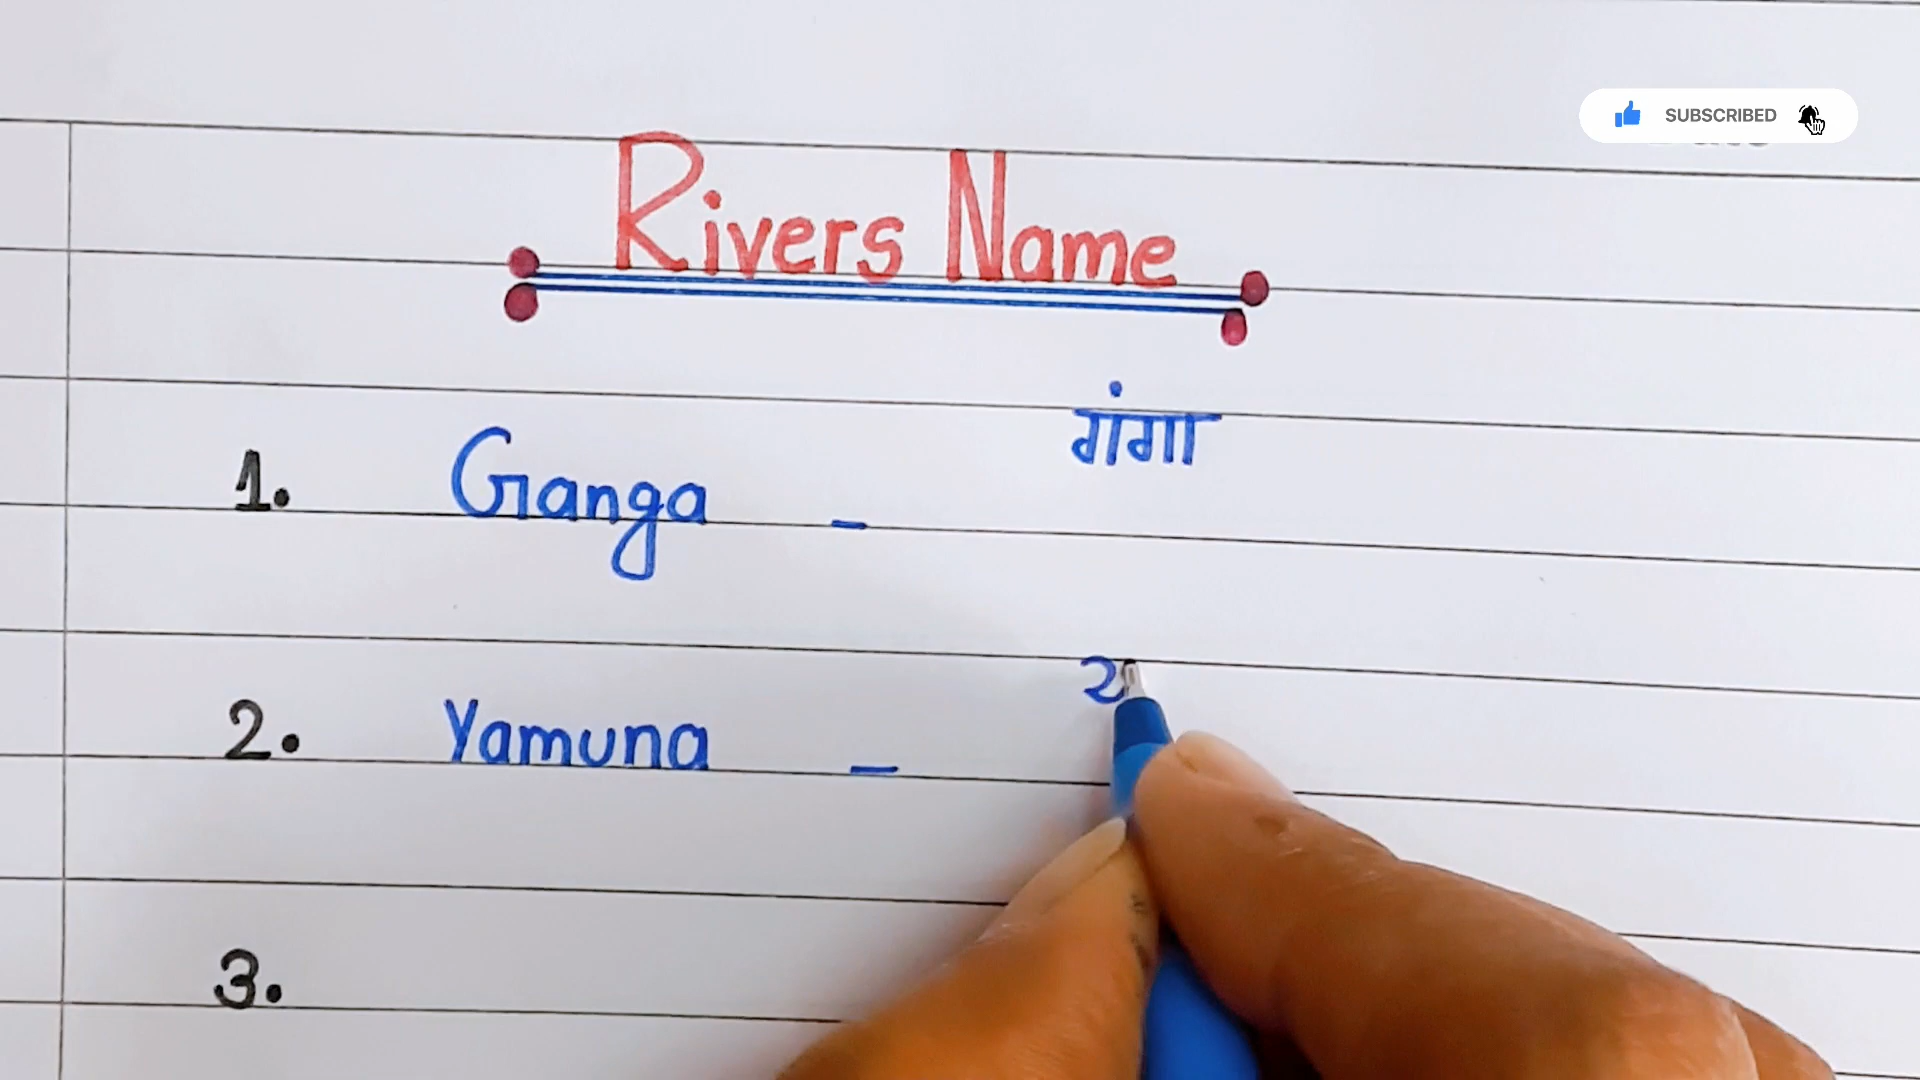 SUBSCRIBED
Rivers Name
1. Ganga - गंगा
2. Yamuna -
3.